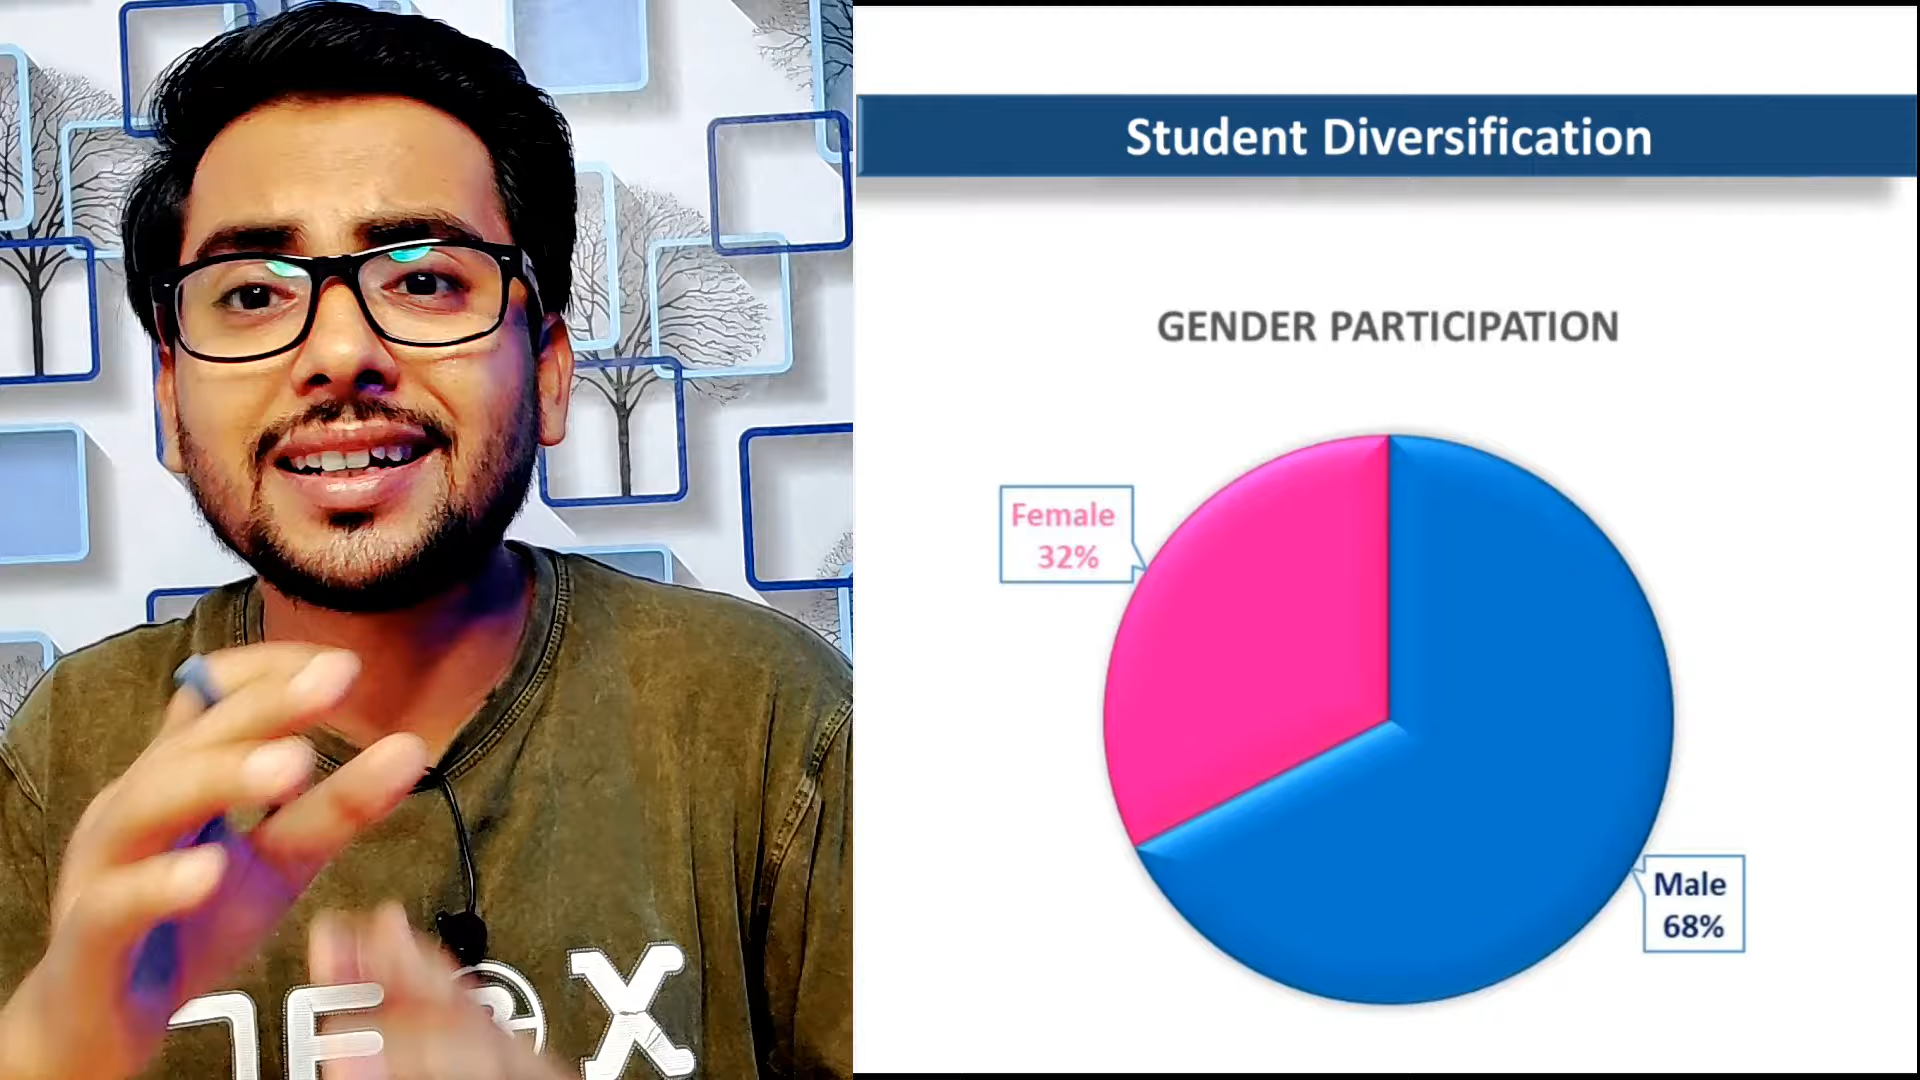 Student Diversification
GENDER PARTICIPATION
Female
32%
Male
68%